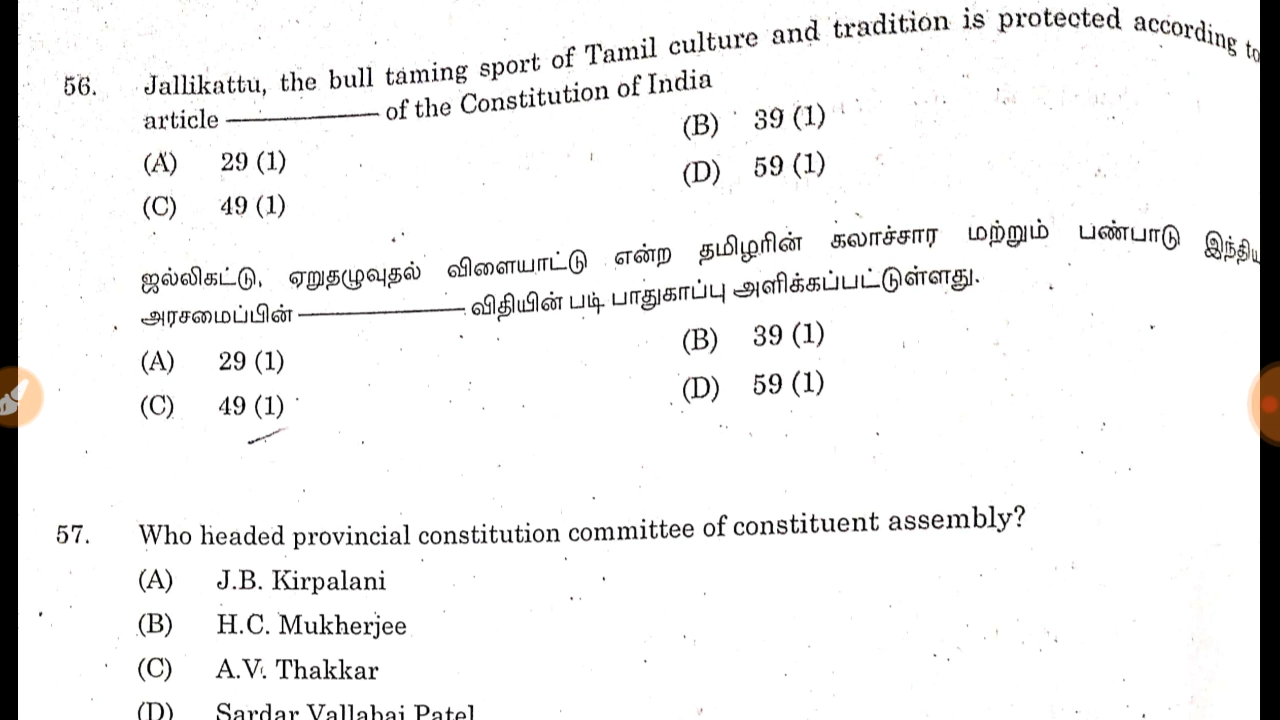 56. Jallikattu, the bull taming sport of Tamil culture and tradition is protected according to
article ———— of the Constitution of India
(A) 29 (1) (B) 39 (1)
(C) 49 (1) (D) 59 (1)
ஜல்லிகட்டு, ஏறுதழுவுதல் விளையாட்டு என்ற தமிழரின் கலாச்சார மற்றும் பண்பாடு
அரசமைப்பின் ———— விதியின் படி பாதுகாப்பு அளிக்கப்பட்டுள்ளது.
(A) 29 (1) (B) 39 (1)
(C) 49 (1) (D) 59 (1)
57. Who headed provincial constitution committee of constituent assembly?
(A) J.B. Kirpalani
(B) H.C. Mukherjee
(C) A.V. Thakkar
(D) Sardar Vallabai Patel